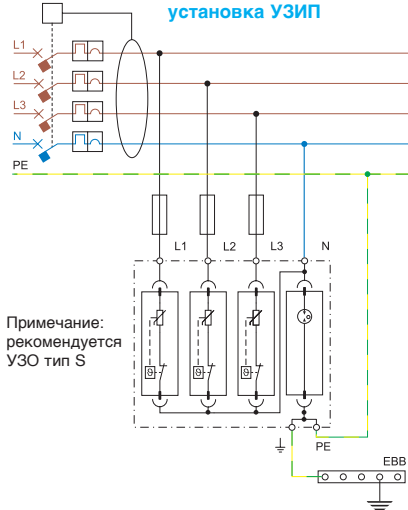 установка УЗИП
L1
L2
L3
N
PE
L1 L2 L3 N
Примечание:
рекомендуется
УЗО тип S
PE
EBB